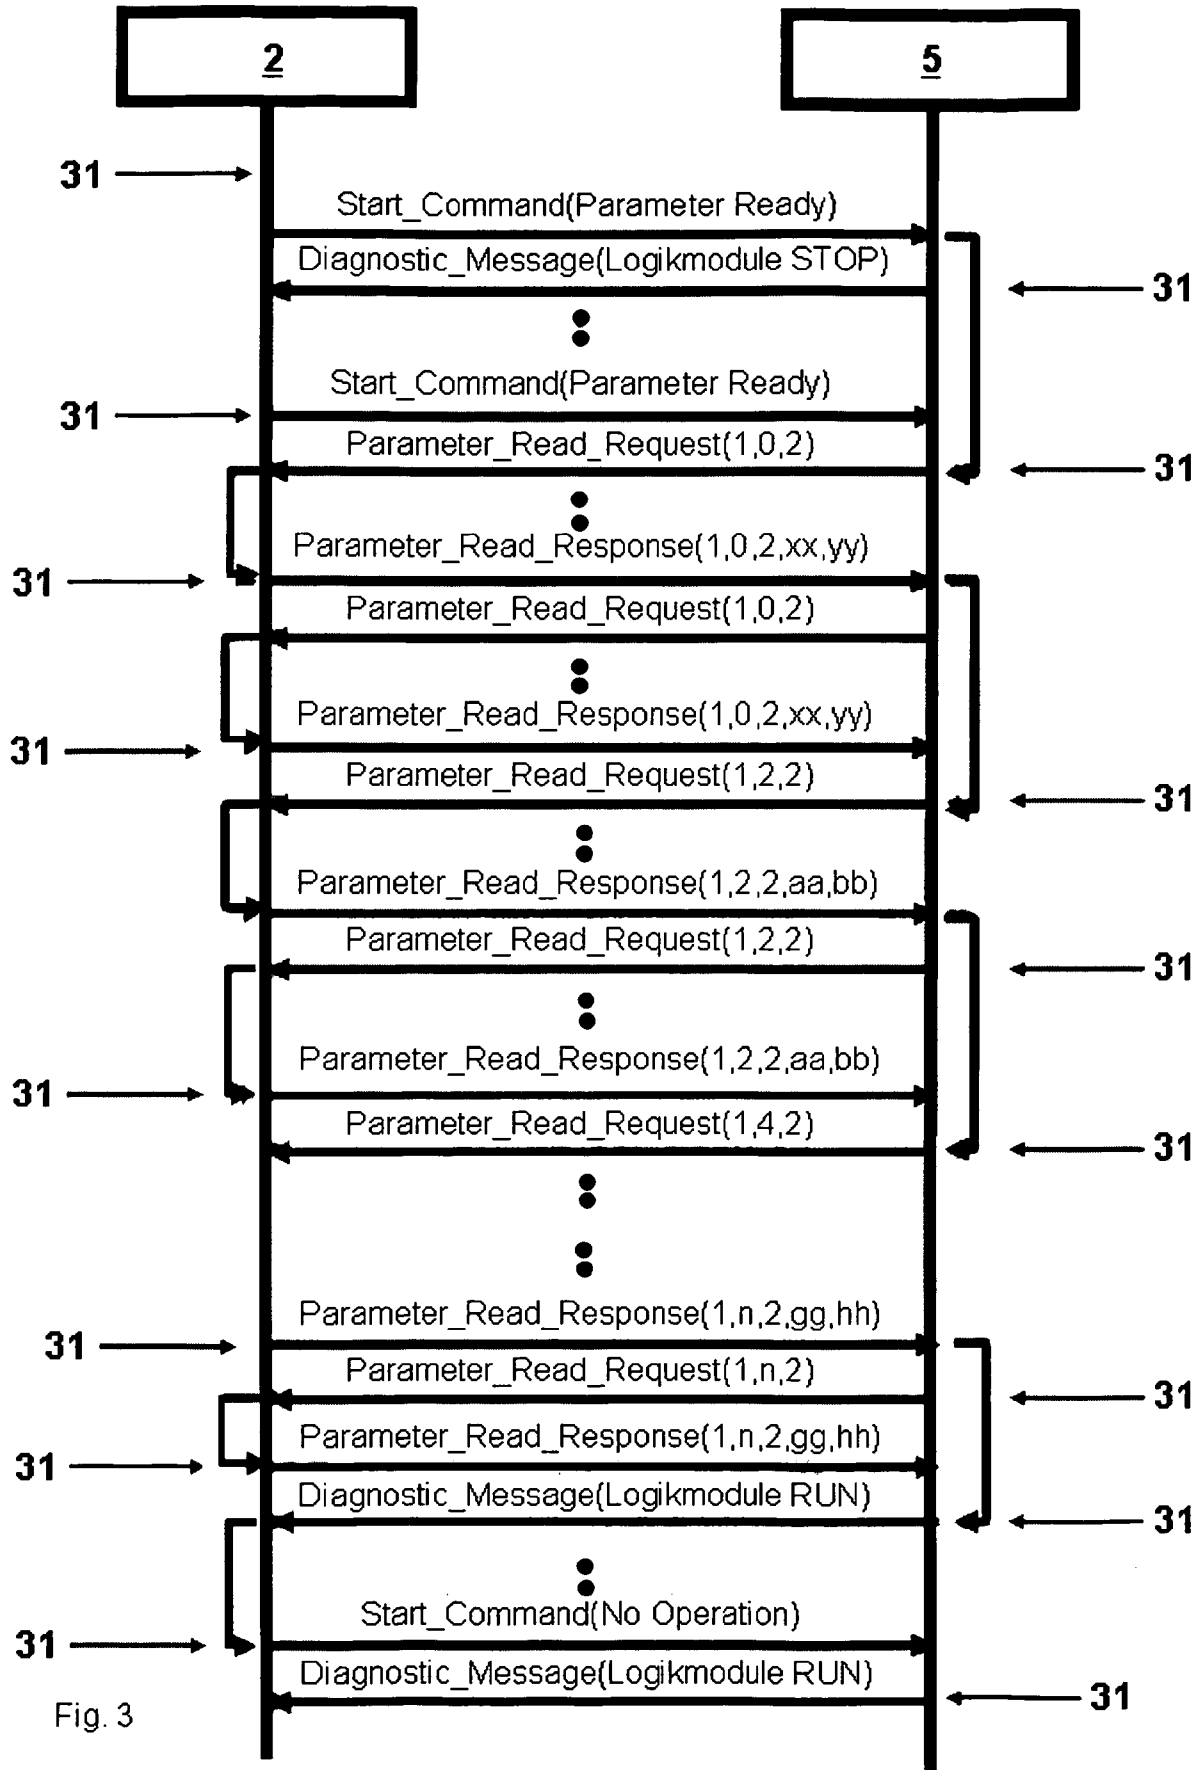 2
5
31
Start_Command(Parameter Ready)
Diagnostic_Message(Logikmodule STOP)
31
Start_Command(Parameter Ready)
31
Parameter_Read_Request(1,0,2)
31
Parameter_Read_Response(1,0,2,xx,yy)
31
Parameter_Read_Request(1,0,2)
Parameter_Read_Response(1,0,2,xx,yy)
31
Parameter_Read_Request(1,2,2)
31
Parameter_Read_Response(1,2,2,aa,bb)
Parameter_Read_Request(1,2,2)
31
Parameter_Read_Response(1,2,2,aa,bb)
31
Parameter_Read_Request(1,4,2)
31
Parameter_Read_Response(1,n,2,gg,hh)
31
Parameter_Read_Request(1,n,2)
31
Parameter_Read_Response(1,n,2,gg,hh)
31
Diagnostic_Message(Logikmodule RUN)
31
Start_Command(No Operation)
31
Diagnostic_Message(Logikmodule RUN)
31
Fig. 3